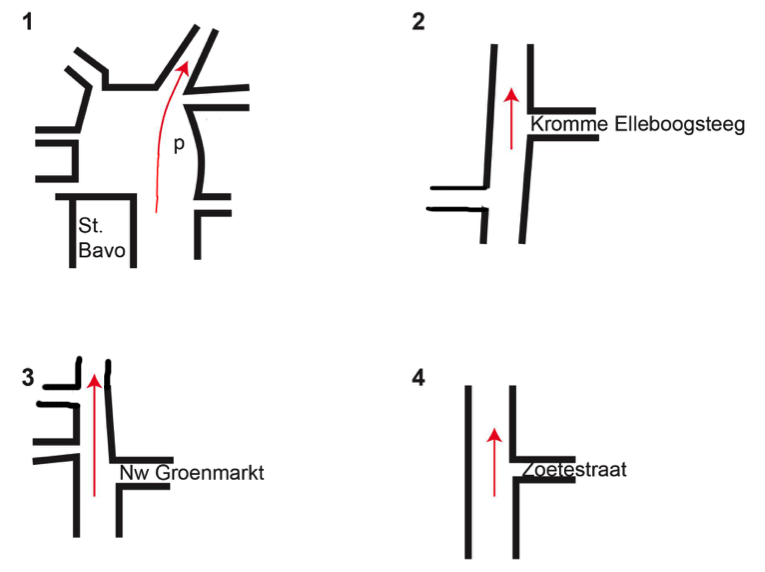 1
p
St.
Bavo
2
Kromme Elleboogsteeg
3
Nw Groenmarkt
4
Zoetestraat